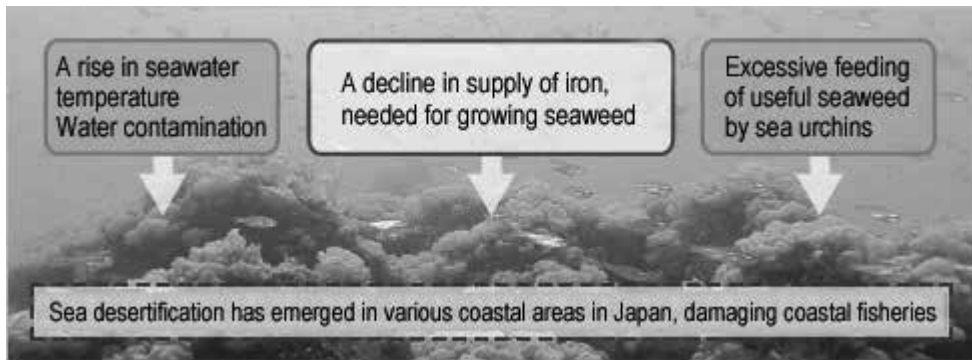 A rise in seawater
temperature
Water contamination
A decline in supply of iron,
needed for growing seaweed
Excessive feeding
of useful seaweed
by sea urchins
Sea desertification has emerged in various coastal areas in Japan, damaging coastal fisheries